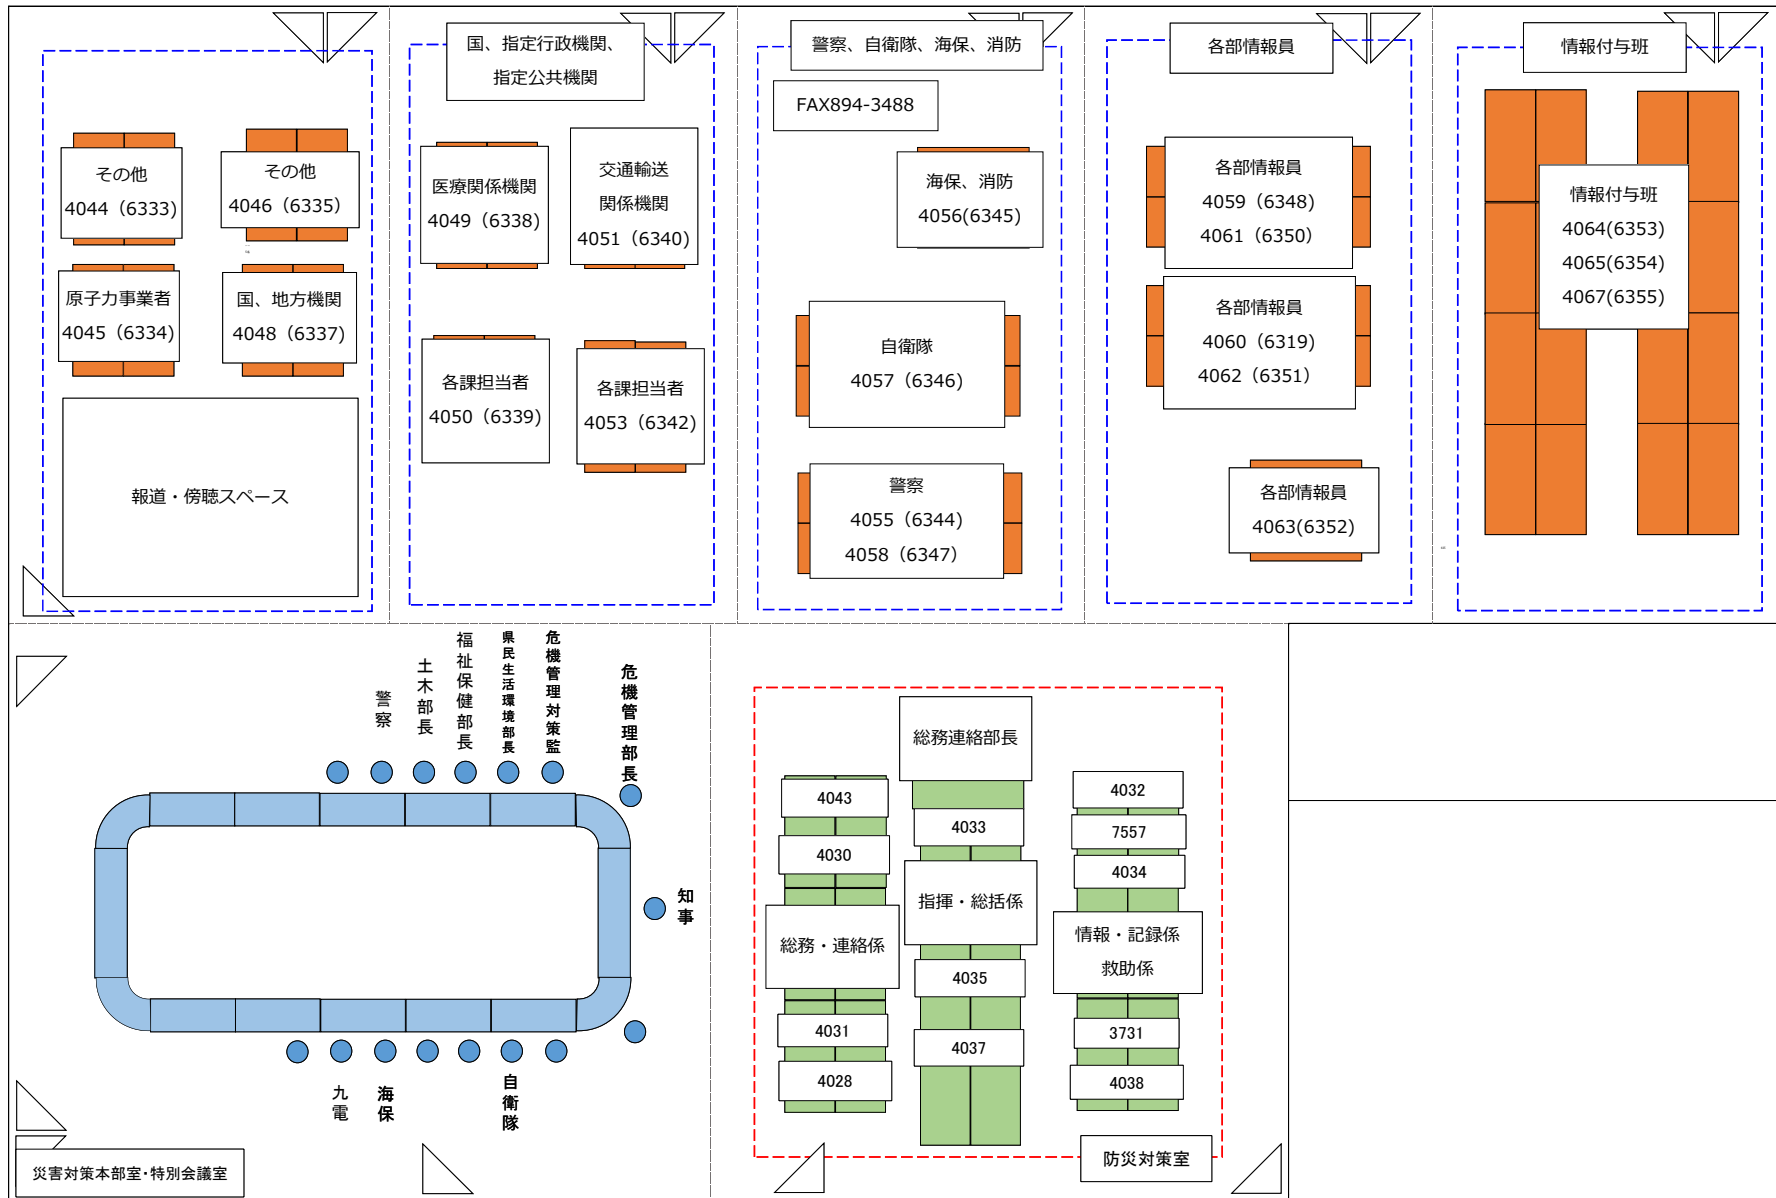 国、指定行政機関、
指定公共機関
警察、自衛隊、海保、消防
各部情報員
情報付与班
FAX894-3488
その他
4044（6333)
その他
4046（6335)
原子力事業者
4045（6334)
国、地方機関
4048（6337)
報道・傍聴スペース
医療関係機関
4049（6338)
交通輸送
関係機関
4051（6340)
各課担当者
4050（6339)
各課担当者
4053（6342)
海保、消防
4056(6345)
自衛隊
4057（6346)
警察
4055（6344)
4058（6347)
各部情報員
4059（6348)
4061（6350)
各部情報員
4060（6319)
4062（6351)
各部情報員
4063(6352)
情報付与班
4064(6353)
4065(6354)
4067(6355)
警察
土木部長
福祉保健部長
県民生活環境部長
危機管理対策監
危機管理部長
知事
九電
海保
自衛隊
災害対策本部室・特別会議室
総務連絡部長
4043
4030
総務・連絡係
4031
4028
4033
指揮・総括係
4035
4037
4032
7557
4034
情報・記録係
救助係
3731
4038
防災対策室